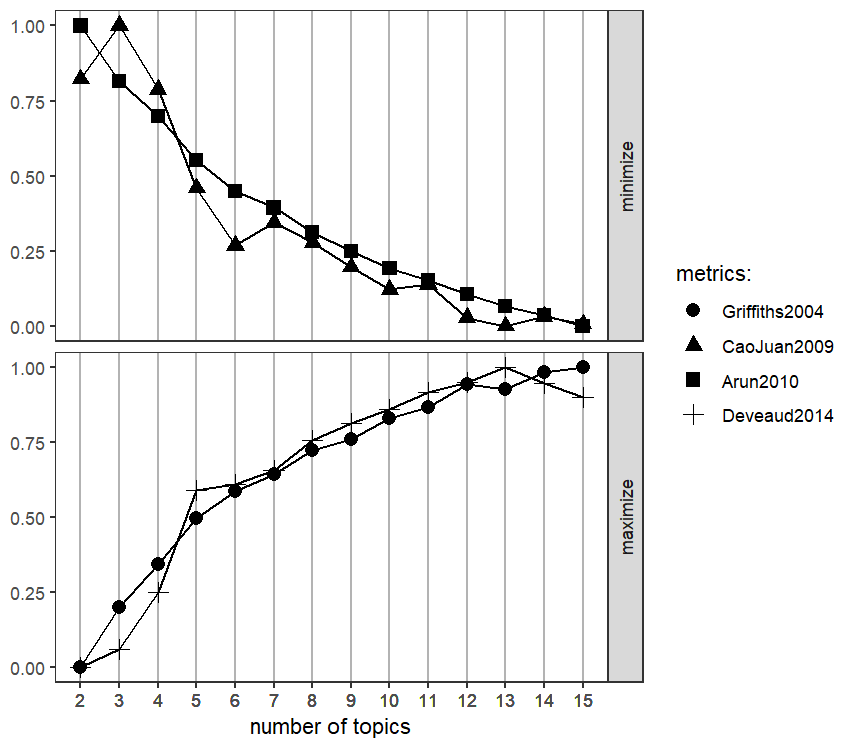 1.00
0.75
0.50
0.25
0.00
minimize
1.00
0.75
0.50
0.25
0.00
maximize
2 3 4 5 6 7 8 9 10 11 12 13 14 15
number of topics
metrics:
Griffiths2004
CaoJuan2009
Arun2010
Deveaud2014